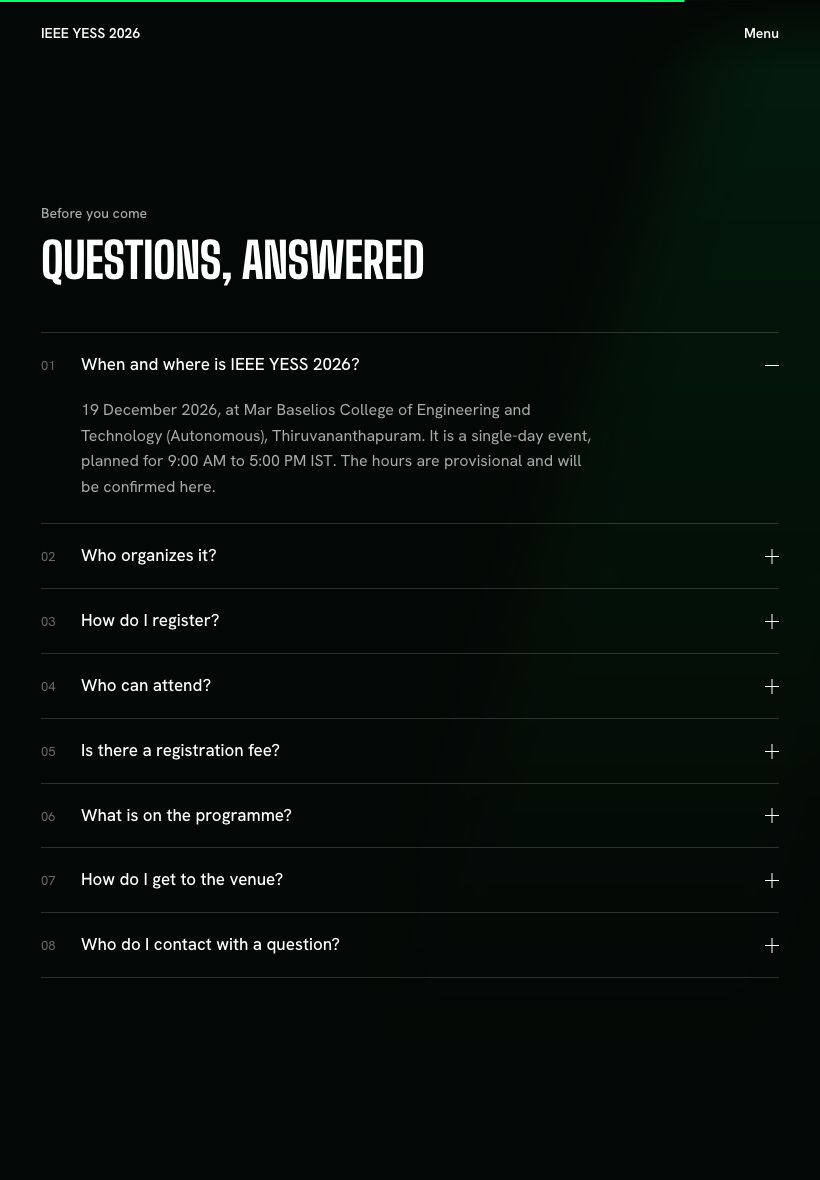 IEEE YESS 2026
Menu
Before you come
QUESTIONS, ANSWERED
01 When and where is IEEE YESS 2026?
19 December 2026, at Mar Baselios College of Engineering and
Technology (Autonomous), Thiruvananthapuram. It is a single-day event,
planned for 9:00 AM to 5:00 PM IST. The hours are provisional and will
be confirmed here.
02 Who organizes it?
03 How do I register?
04 Who can attend?
05 Is there a registration fee?
06 What is on the programme?
07 How do I get to the venue?
08 Who do I contact with a question?